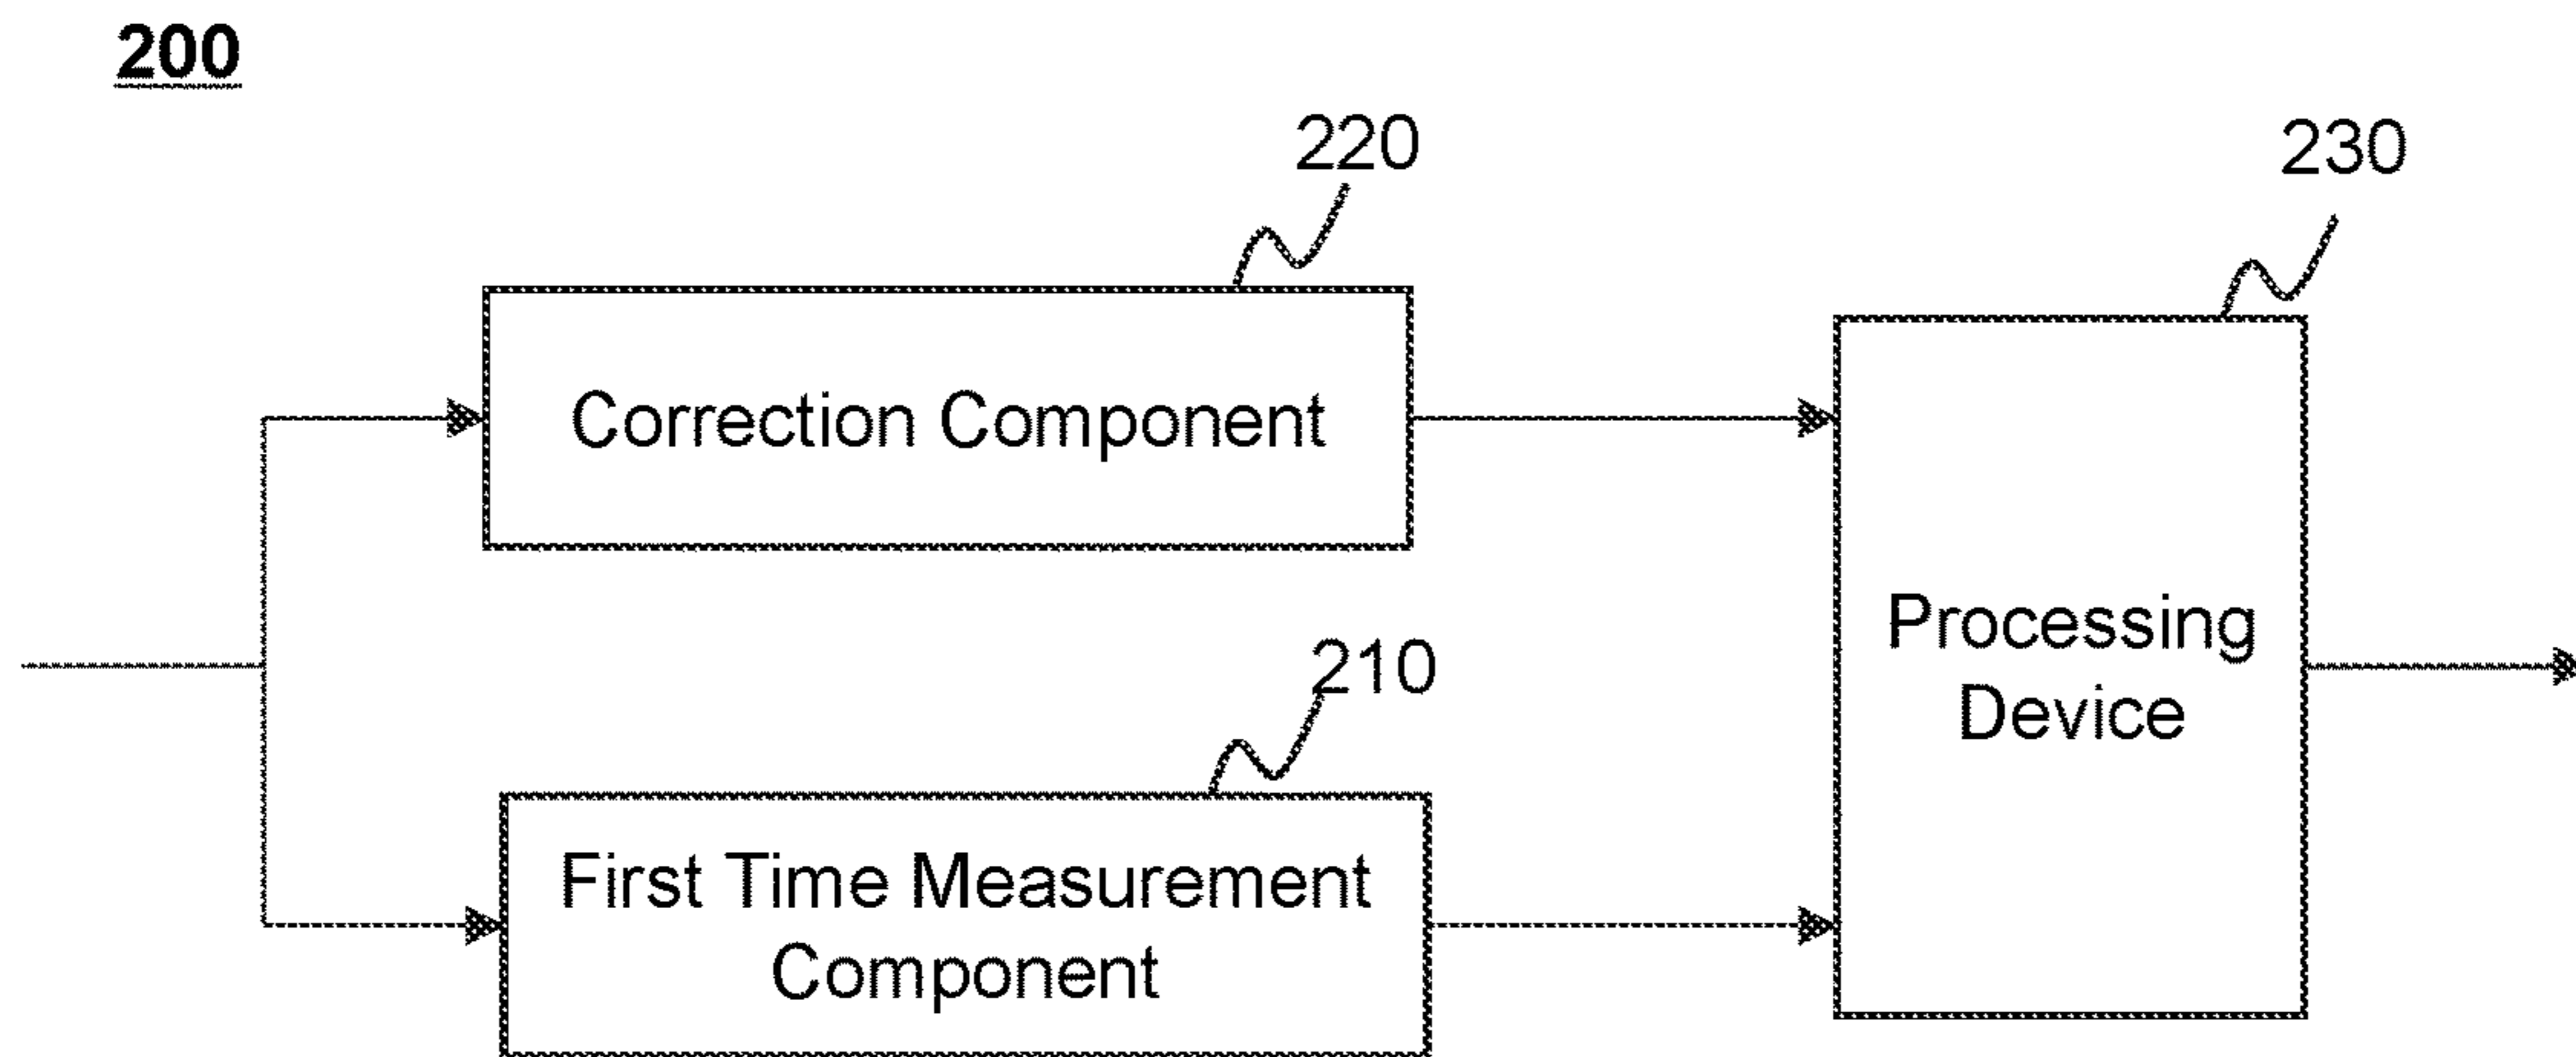 200
220
230
Correction Component
210
Processing
Device
First Time Measurement
Component